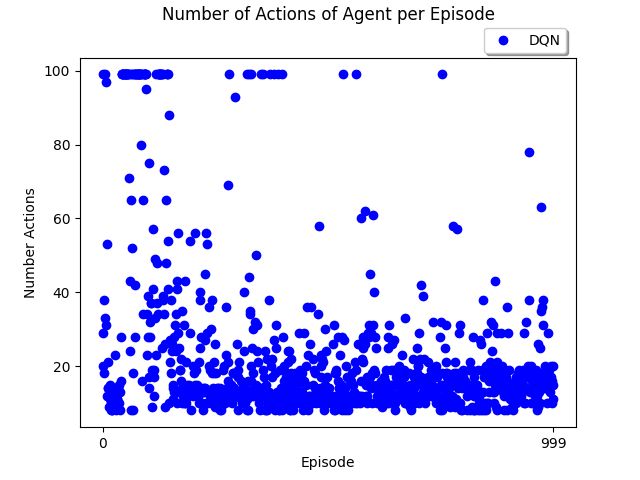 Number of Actions of Agent per Episode
DQN
100
80
60
40
20
Number Actions
0
999
Episode